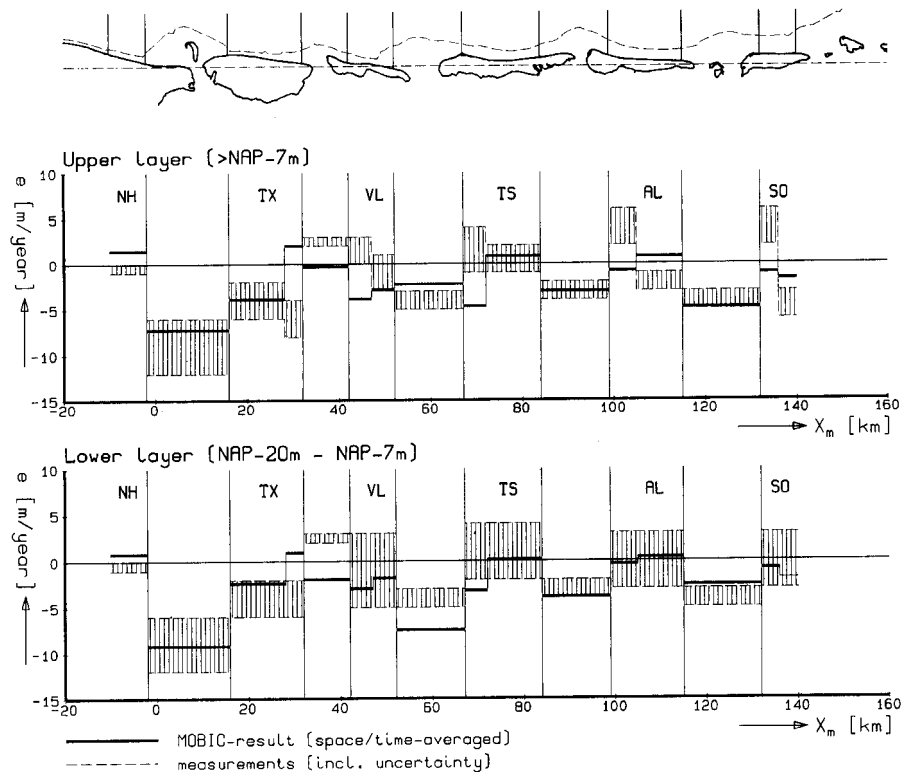 Upper layer (>NAP-7m)
e [m/year]
10
5
0
-5
-10
-15
NH TX VL TS AL SO
-20 0 20 40 60 80 100 120 140 160
Xm [km]
Lower layer (NAP-20m - NAP-7m)
e [m/year]
10
5
0
-5
-10
-15
NH TX VL TS AL SO
-20 0 20 40 60 80 100 120 140 160
Xm [km]
MOBIC-result (space/time-averaged)
measurements (incl. uncertainty)